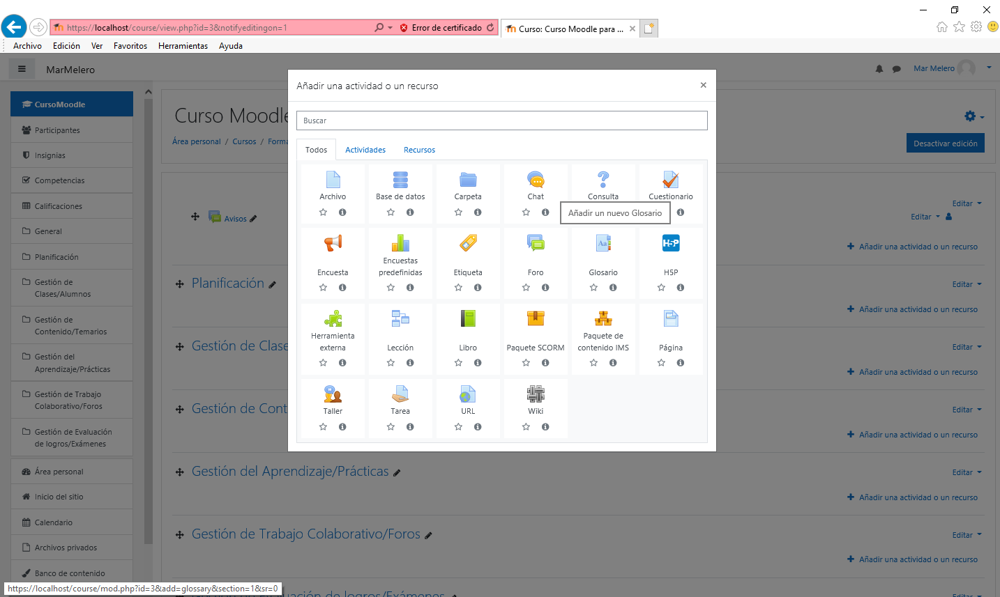 https://localhost/course/view.php?id=3&notifyediting on=1
Error de certificado
Curso: Curso Moodle para ...
Archivo Edición Ver Favoritos Herramientas Ayuda
MarMelero
Mar Melero
CursoMoodle
Participantes
Insignias
Competencias
Calificaciones
General
Planificación
Gestión de
Clases/Alumnos
Gestión de
Contenido/Temarios
Gestión del
Aprendizaje/Prácticas
Gestión de Trabajo
Colaborativo/Foros
Gestión de Evaluación
de logros/Exámenes
Área personal
Inicio del sitio
Calendario
Archivos privados
Banco de contenido
https://localhost/course/mod.php?id=3&add=glossary&section=1&sr=0
Curso Moodle
Área personal / Cursos / Forma
Desactivar edición
Añadir una actividad o un recurso
Buscar
Todos Actividades Recursos
Archivo
Base de datos
Carpeta
Chat
Consulta
Cuestionario
Añadir un nuevo Glosario
Encuesta
Encuestas
predefinidas
Etiqueta
Foro
Glosario
H-P
H5P
Herramienta
externa
Lección
Libro
Paquete SCORM
Paquete de
contenido IMS
Página
Taller
Tarea
URL
Wiki
Avisos
Editar
Editar
Añadir una actividad o un recurso
Planificación
Editar
Añadir una actividad o un recurso
Gestión de Clase
Editar
Añadir una actividad o un recurso
Gestión de Cont
Editar
Añadir una actividad o un recurso
Gestión del Aprendizaje/Prácticas
Editar
Añadir una actividad o un recurso
Gestión de Trabajo Colaborativo/Foros
Editar
Añadir una actividad o un recurso
Gestión de Evaluación de logros/Exámenes
Editar